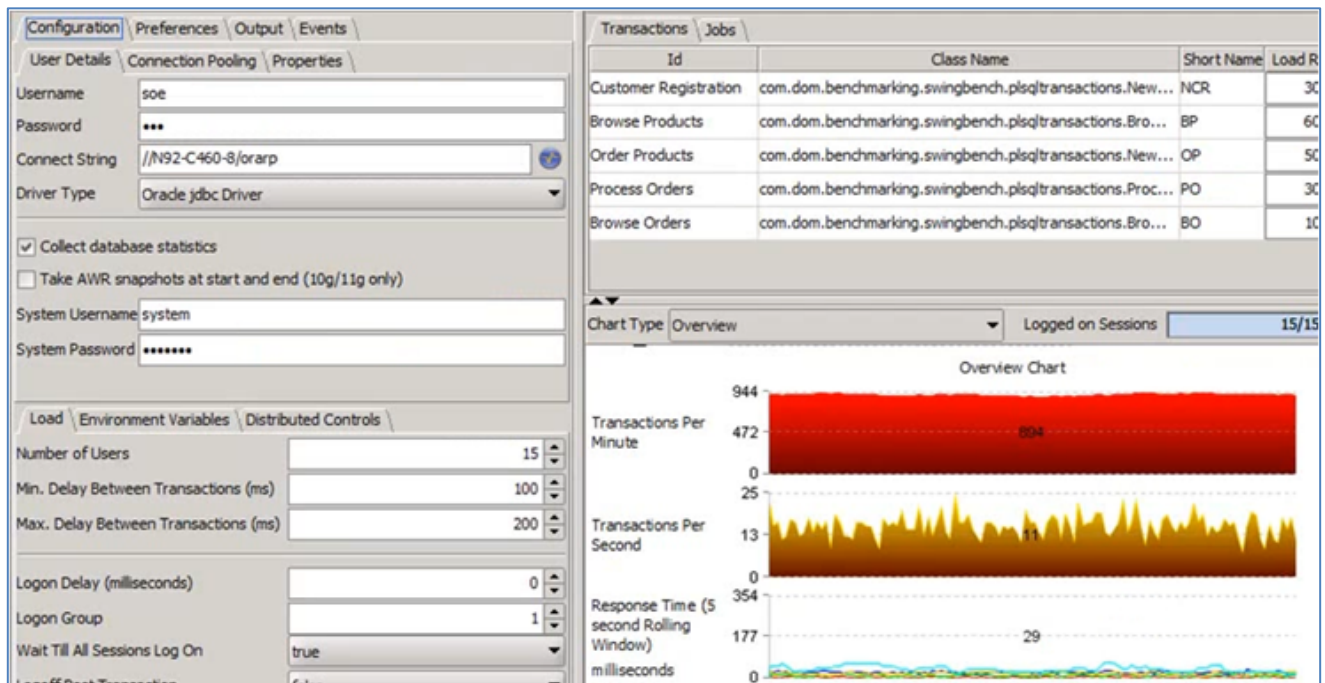 Configuration Preferences Output Events
User Details Connection Pooling Properties
Username soe
Password •••
Connect String //N92-C460-8/orarp
Driver Type Oracle jdbc Driver
Collect database statistics
Take AWR snapshots at start and end (10g/11g only)
System Username system
System Password •••••••
Load Environment Variables Distributed Controls
Number of Users 15
Min. Delay Between Transactions (ms) 100
Max. Delay Between Transactions (ms) 200
Logon Delay (milliseconds) 0
Logon Group 1
Wait Till All Sessions Log On true
Transactions Jobs
Id Class Name Short Name Load R
Customer Registration com.dom.benchmarking.swingbench.plsqltransactions.New... NCR 30
Browse Products com.dom.benchmarking.swingbench.plsqltransactions.Bro... BP 60
Order Products com.dom.benchmarking.swingbench.plsqltransactions.New... OP 50
Process Orders com.dom.benchmarking.swingbench.plsqltransactions.Proc... PO 30
Browse Orders com.dom.benchmarking.swingbench.plsqltransactions.Bro... BO 10
Chart Type Overview Logged on Sessions 15/15
Overview Chart
944
Transactions Per
Minute
472
894
0
25
Transactions Per
Second
13
11
0
354
Response Time (5
second Rolling
Window)
milliseconds
177
29
0